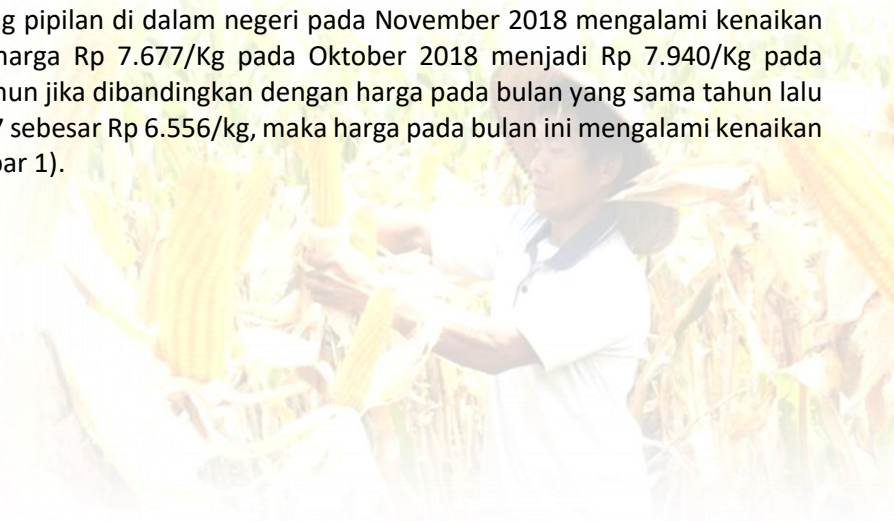 g pipilan di dalam negeri pada November 2018 mengalami kenaikan
harga Rp 7.677/Kg pada Oktober 2018 menjadi Rp 7.940/Kg pada
nun jika dibandingkan dengan harga pada bulan yang sama tahun lalu
7 sebesar Rp 6.556/kg, maka harga pada bulan ini mengalami kenaikan
bar 1).